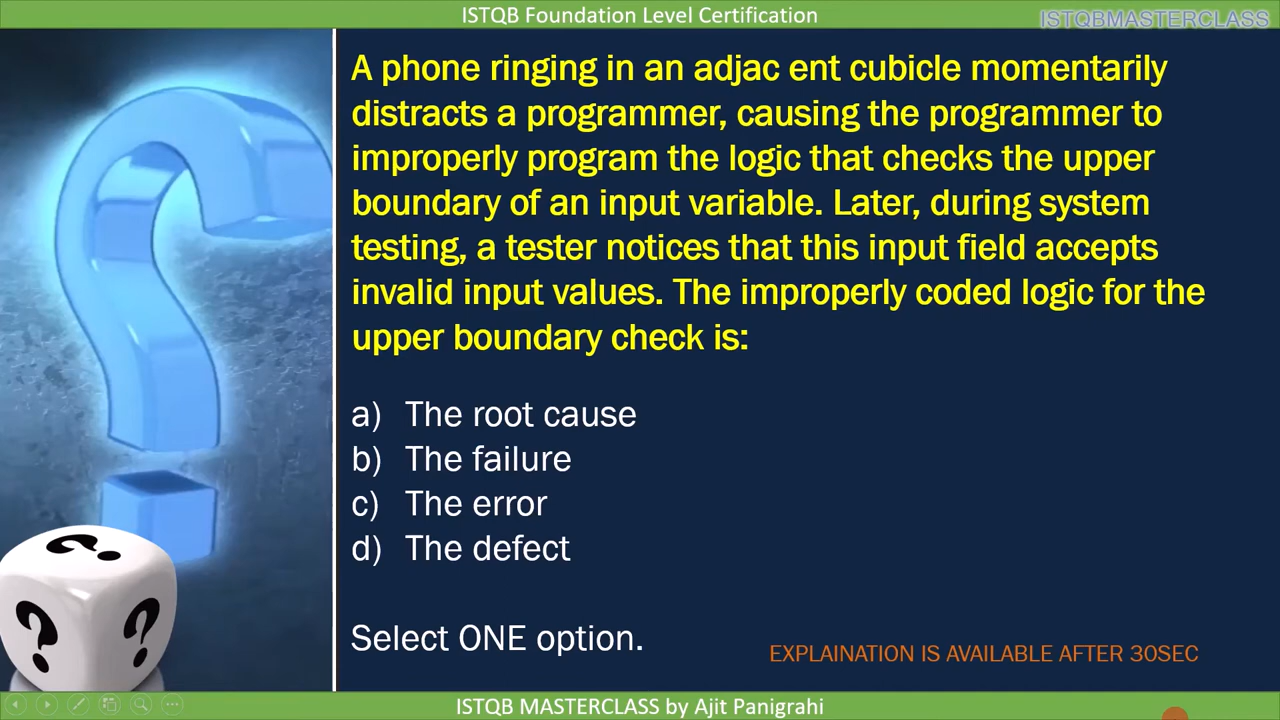 ISTQB Foundation Level Certification
ISTQBMASTERCLASS
A phone ringing in an adjac ent cubicle momentarily
distracts a programmer, causing the programmer to
improperly program the logic that checks the upper
boundary of an input variable. Later, during system
testing, a tester notices that this input field accepts
invalid input values. The improperly coded logic for the
upper boundary check is:
a) The root cause
b) The failure
c) The error
d) The defect
Select ONE option.
EXPLAINATION IS AVAILABLE AFTER 30SEC
ISTQB MASTERCLASS by Ajit Panigrahi